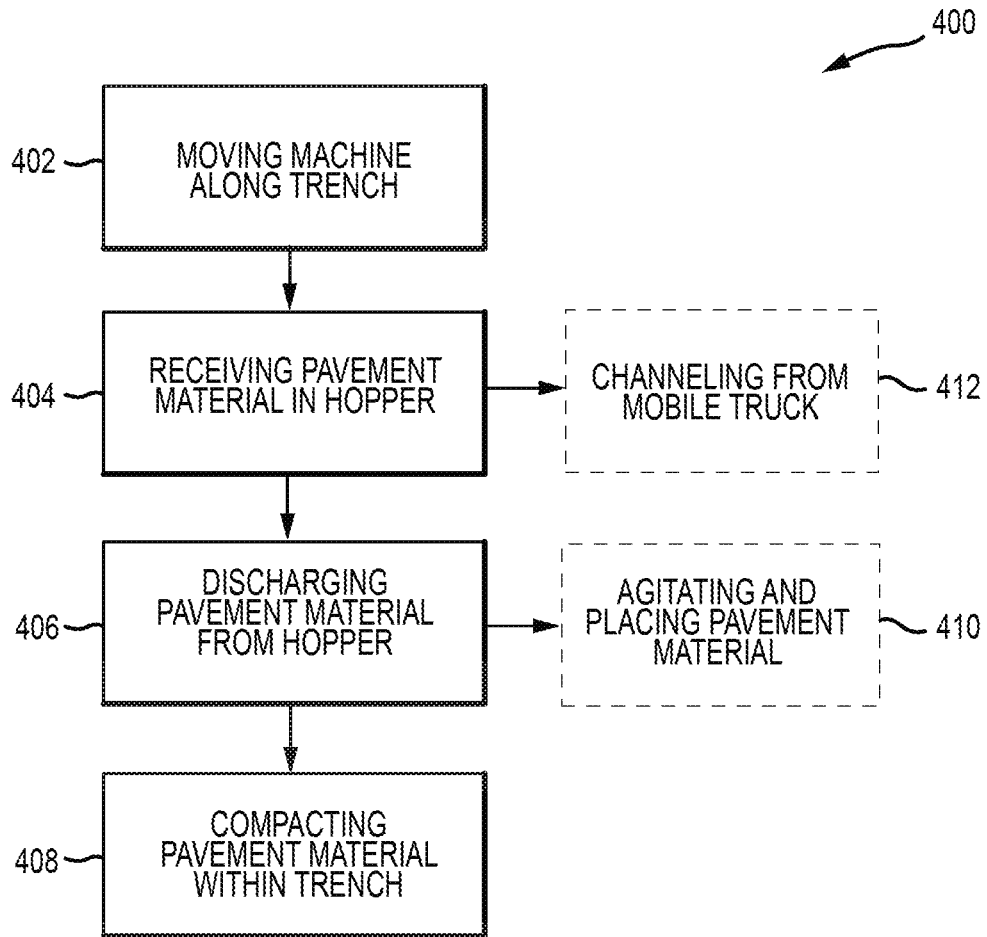 400
402
MOVING MACHINE
ALONG TRENCH
404
RECEIVING PAVEMENT
MATERIAL IN HOPPER
CHANNELING FROM
MOBILE TRUCK
412
406
DISCHARGING
PAVEMENT MATERIAL
FROM HOPPER
AGITATING AND
PLACING PAVEMENT
MATERIAL
410
408
COMPACTING
PAVEMENT MATERIAL
WITHIN TRENCH